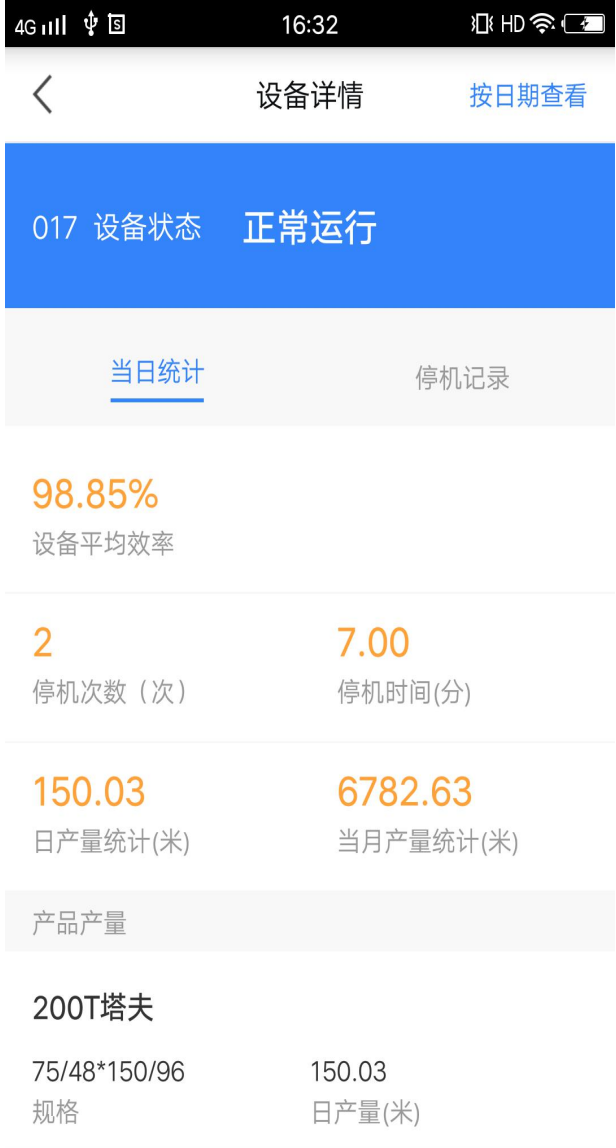 4G 16:32 HD
设备详情 按日期查看
017 设备状态 正常运行
当日统计 停机记录
98.85%
设备平均效率
2 7.00
停机次数（次） 停机时间(分)
150.03 6782.63
日产量统计(米) 当月产量统计(米)
产品产量
200T塔夫
75/48*150/96 150.03
规格 日产量(米)